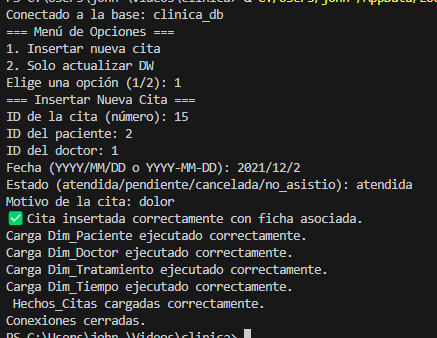 Conectado a la base: clinica_db
=== Menú de Opciones ===
1. Insertar nueva cita
2. Solo actualizar DW
Elige una opción (1/2): 1
=== Insertar Nueva Cita ===
ID de la cita (número): 15
ID del paciente: 2
ID del doctor: 1
Fecha (YYYY/MM/DD o YYYY-MM-DD): 2021/12/2
Estado (atendida/pendiente/cancelada/no_asistio): atendida
Motivo de la cita: dolor
✅ Cita insertada correctamente con ficha asociada.
Carga Dim_Paciente ejecutado correctamente.
Carga Dim_Doctor ejecutado correctamente.
Carga Dim_Tratamiento ejecutado correctamente.
Carga Dim_Tiempo ejecutado correctamente.
Hechos_Citas cargadas correctamente.
Conexiones cerradas.
PS C:\Users\john_\Videos\clinica>